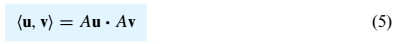 ⟨u, v⟩ = Au · Av (5)